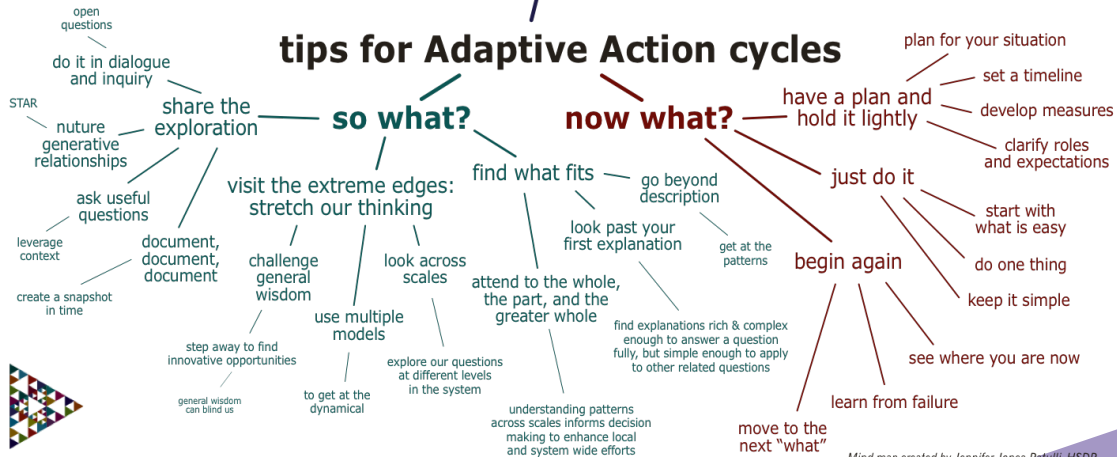 tips for Adaptive Action cycles
so what?
share the
exploration
do it in dialogue
and inquiry
open
questions
nuture
generative
relationships
STAR
ask useful
questions
leverage
context
document,
document,
document
create a snapshot
in time
visit the extreme edges:
stretch our thinking
challenge
general
wisdom
step away to find
innovative opportunities
general wisdom
can blind us
use multiple
models
to get at the
dynamical
look across
scales
explore our questions
at different levels
in the system
find what fits
attend to the whole,
the part, and the
greater whole
understanding patterns
across scales informs decision
making to enhance local
and system wide efforts
look past your
first explanation
find explanations rich & complex
enough to answer a question
fully, but simple enough to apply
to other related questions
go beyond
description
get at the
patterns
now what?
have a plan and
hold it lightly
plan for your situation
set a timeline
develop measures
clarify roles
and expectations
just do it
start with
what is easy
do one thing
keep it simple
begin again
see where you are now
learn from failure
move to the
next “what”
Mind map created by Jennifer